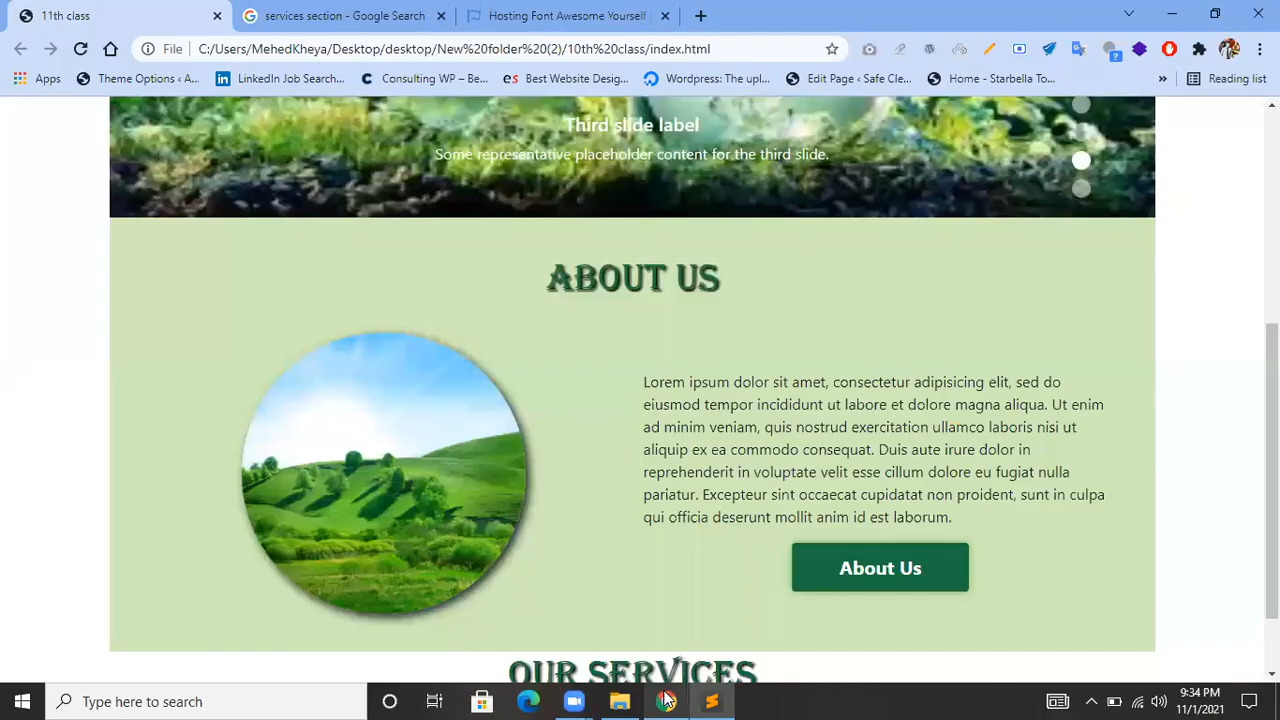 11th class
services section - Google Search
Hosting Font Awesome Yourself
File
C:/Users/MehedKheya/Desktop/desktop/New%20folder%20(2)/10th%20class/index.html
Apps
Theme Options ‹ A...
LinkedIn Job Search...
Consulting WP – Be...
es Best Website Desig...
Wordpress: The upl...
Edit Page ‹ Safe Cle...
Home - Starbella To...
»
Reading list
Third slide label
Some representative placeholder content for the third slide.
ABOUT US
Lorem ipsum dolor sit amet, consectetur adipisicing elit, sed do
eiusmod tempor incididunt ut labore et dolore magna aliqua. Ut enim
ad minim veniam, quis nostrud exercitation ullamco laboris nisi ut
aliquip ex ea commodo consequat. Duis aute irure dolor in
reprehenderit in voluptate velit esse cillum dolore eu fugiat nulla
pariatur. Excepteur sint occaecat cupidatat non proident, sunt in culpa
qui officia deserunt mollit anim id est laborum.
About Us
OUR SERVICES
Type here to search
9:34 PM
11/1/2021